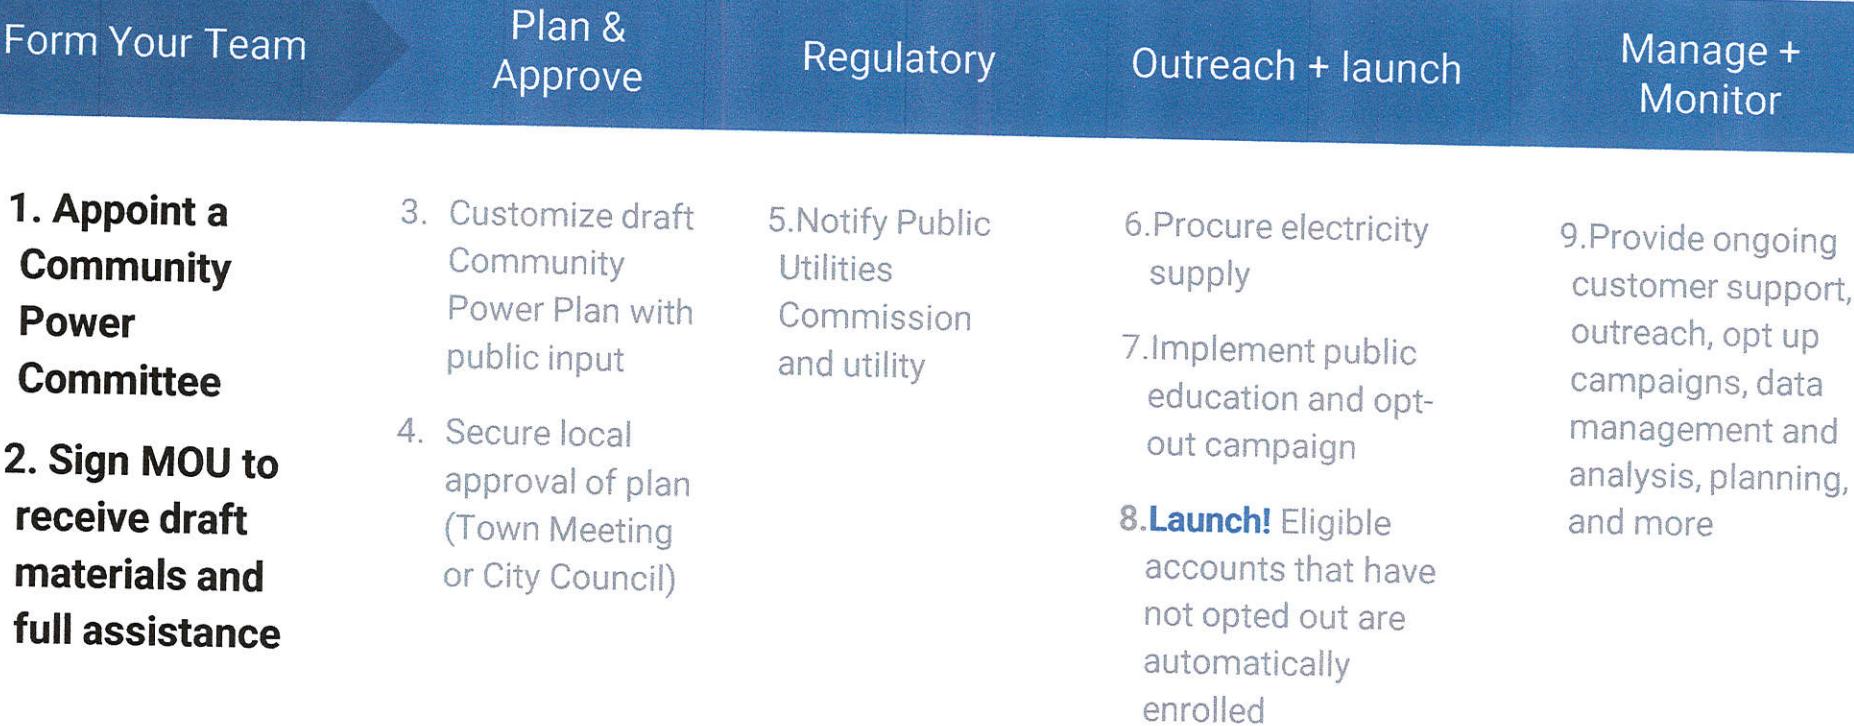 Form Your Team
Plan &
Approve
Regulatory
Outreach + launch
Manage +
Monitor
1. Appoint a
Community
Power
Committee
2. Sign MOU to
receive draft
materials and
full assistance
3. Customize draft
Community
Power Plan with
public input
4. Secure local
approval of plan
(Town Meeting
or City Council)
5.Notify Public
Utilities
Commission
and utility
6.Procure electricity
supply
7.Implement public
education and opt-
out campaign
8.Launch! Eligible
accounts that have
not opted out are
automatically
enrolled
9.Provide ongoing
customer support,
outreach, opt up
campaigns, data
management and
analysis, planning,
and more